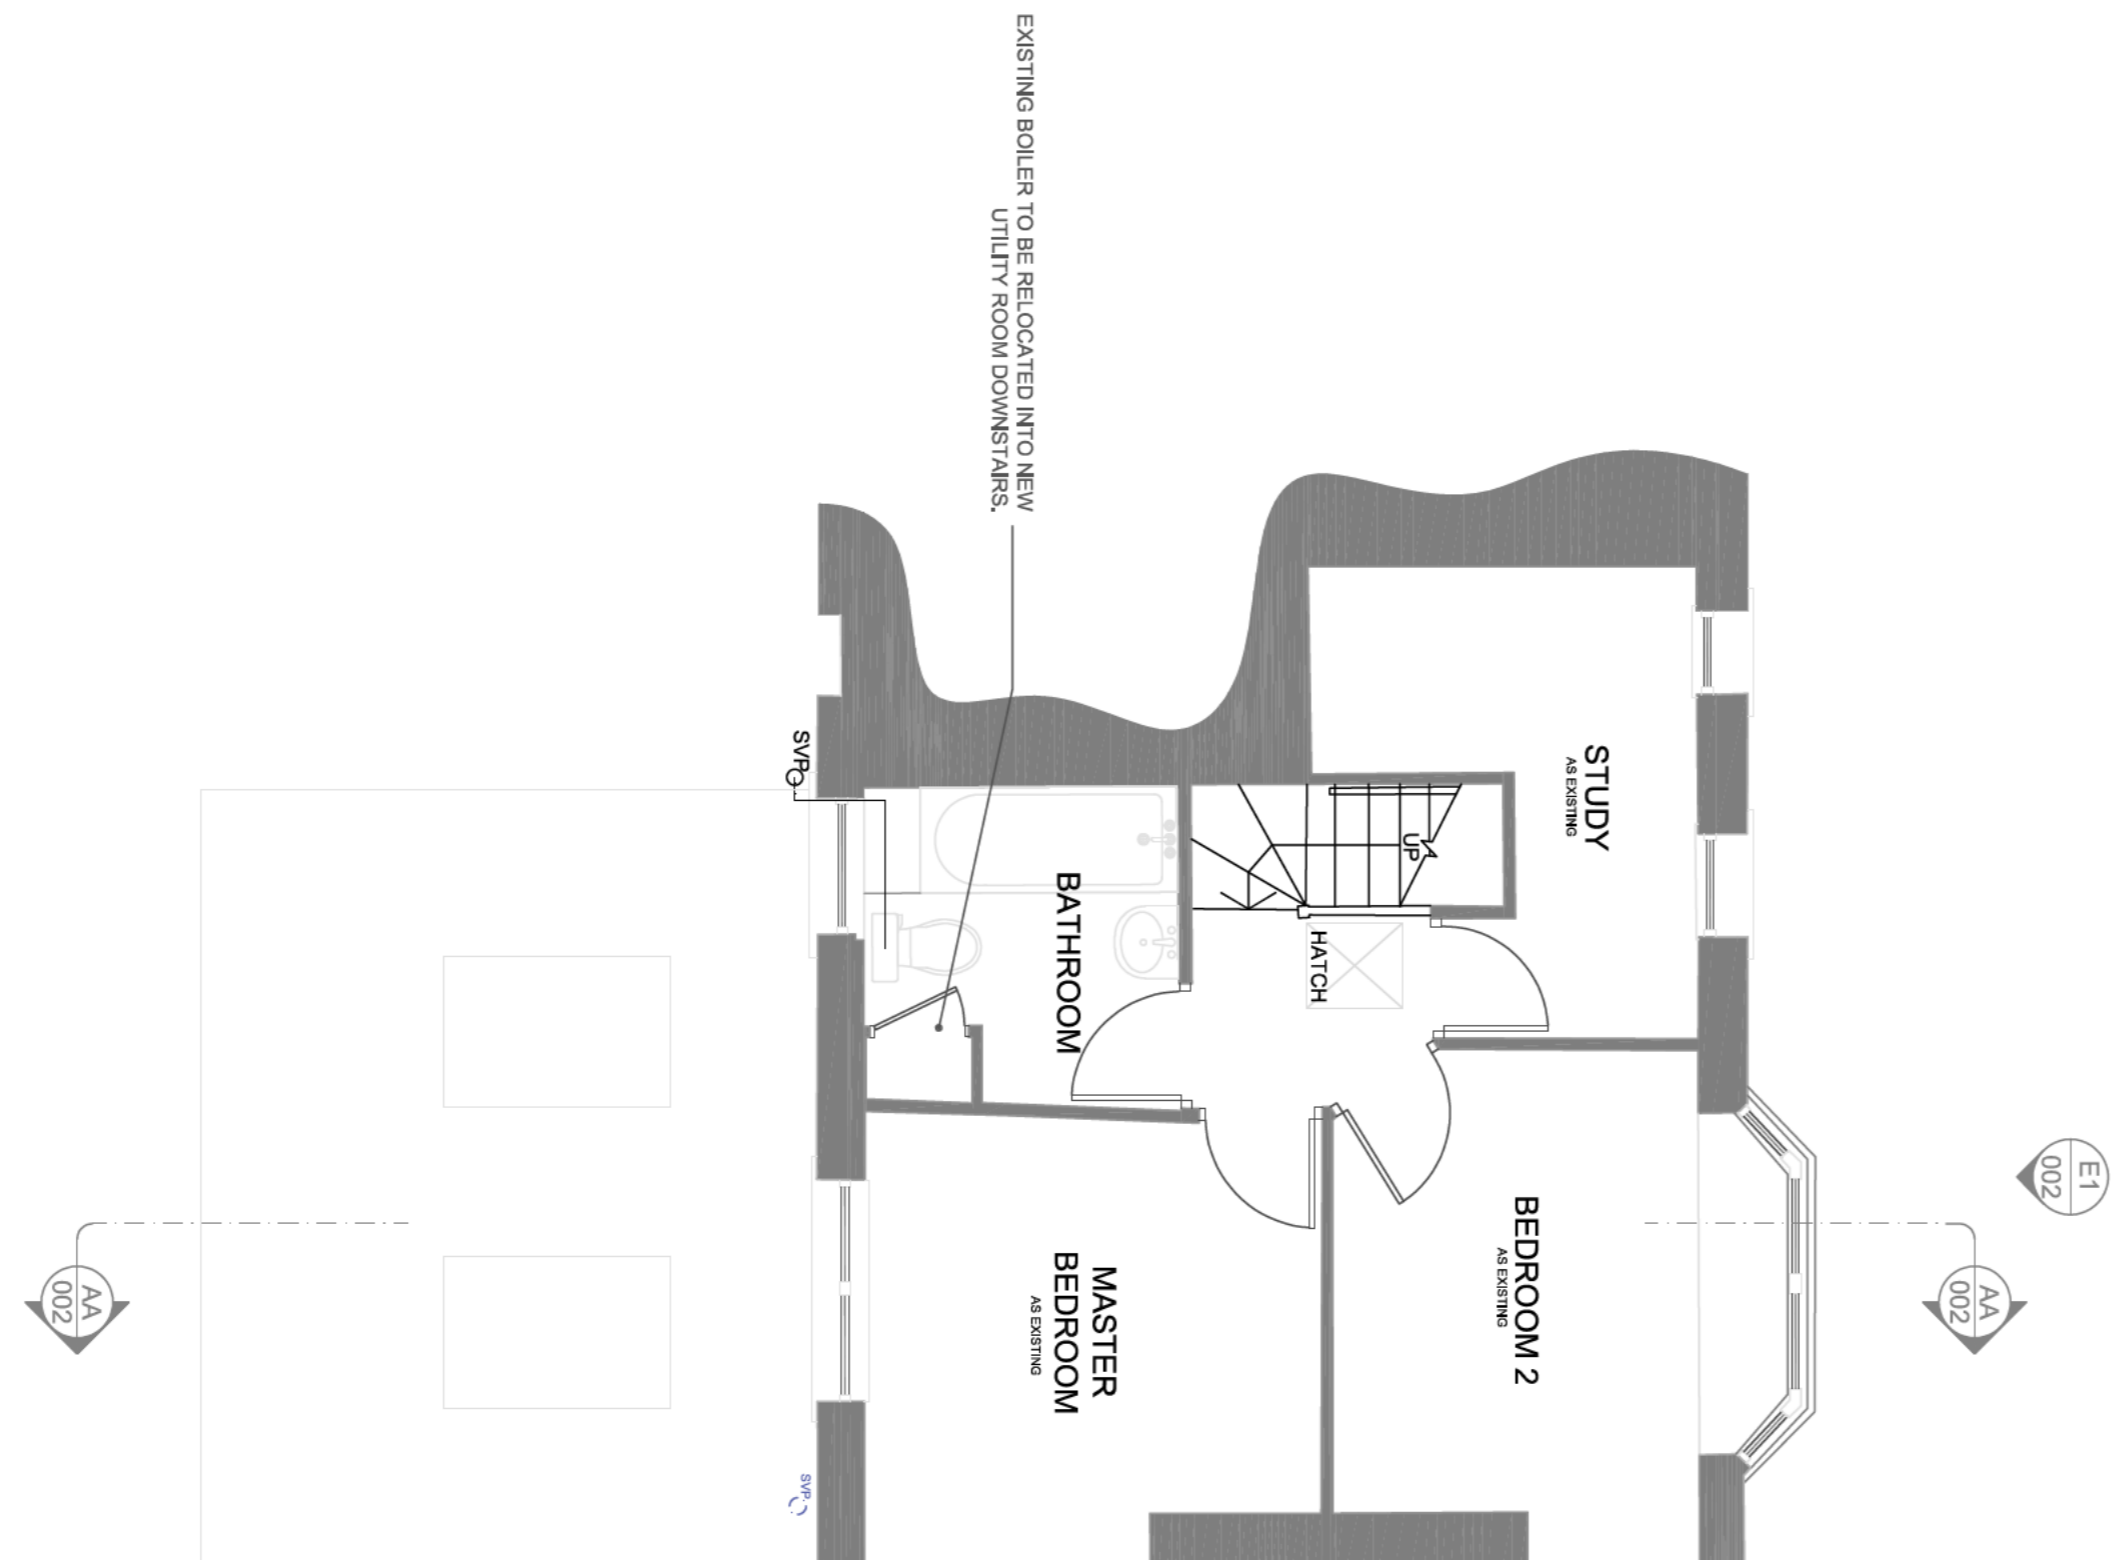 EXISTING BOILER TO BE RELOCATED INTO NEW
UTILITY ROOM DOWNSTAIRS.
STUDY
AS EXISTING
UP
SVP
BATHROOM
HATCH
E1
002
BEDROOM 2
AS EXISTING
MASTER
BEDROOM
AS EXISTING
AA
002
AA
002
SVP